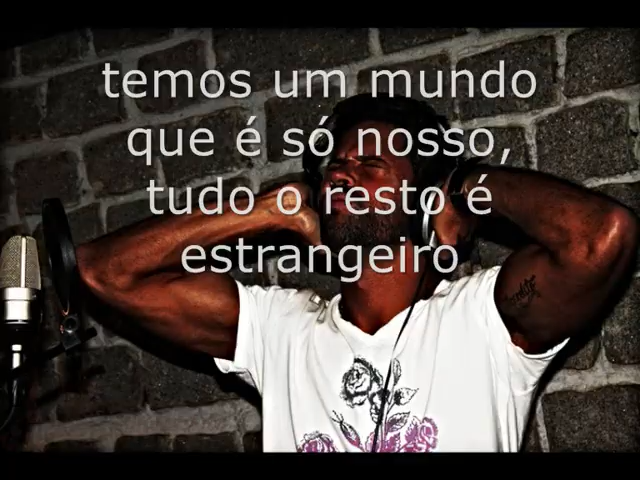 temos um mundo
que é só nosso,
tudo o resto é
estrangeiro